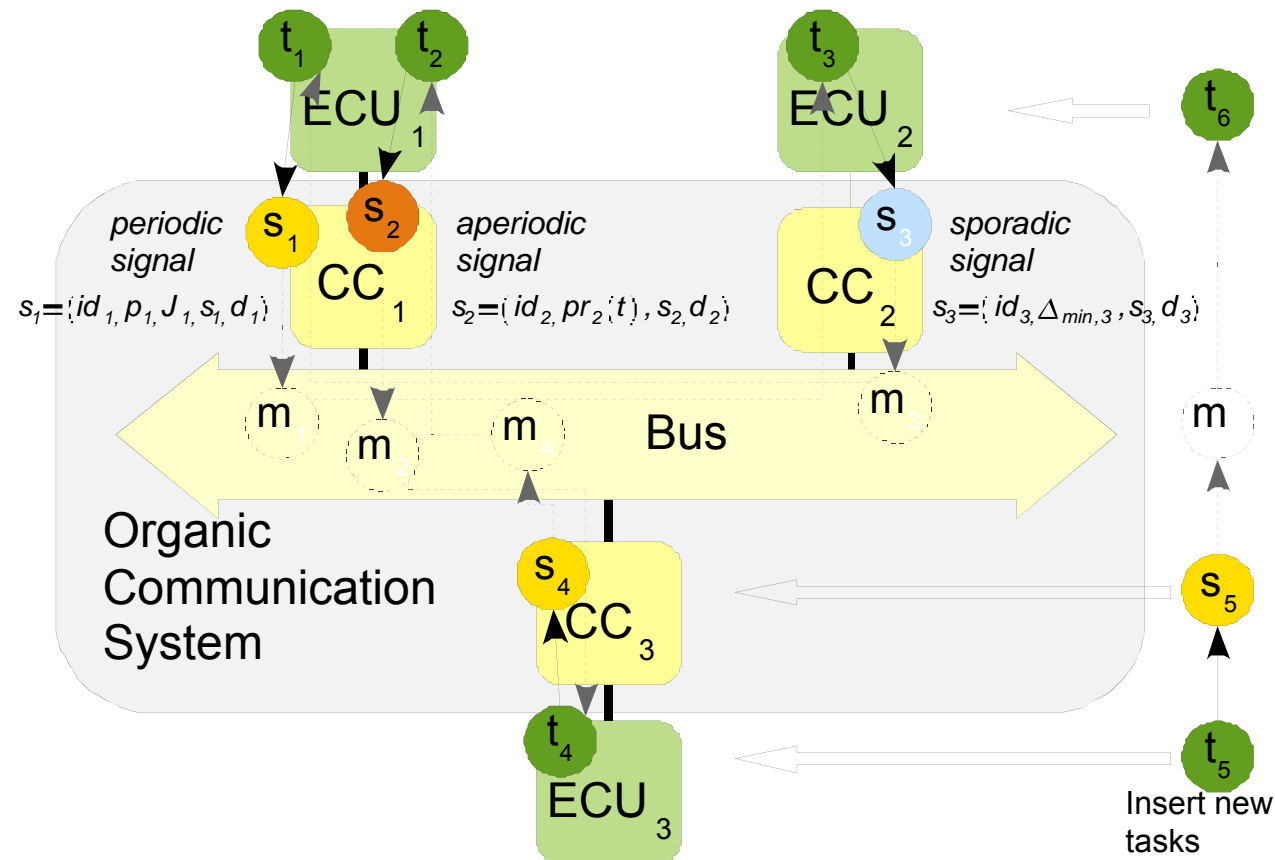 t1 t2 t3
ECU1 ECU2 t6
s1 s2 s3
periodic signal
aperiodic signal
sporadic signal
CC1 CC2
s1=(id1, p1, J1, s1, d1)
s2=(id2, pr2(t), s2, d2)
s3=(id3, Δmin,3, s3, d3)
m1 m2 m4 Bus m3 m
Organic
Communication
System
s4 s5
CC3
t4 t5
ECU3
Insert new
tasks